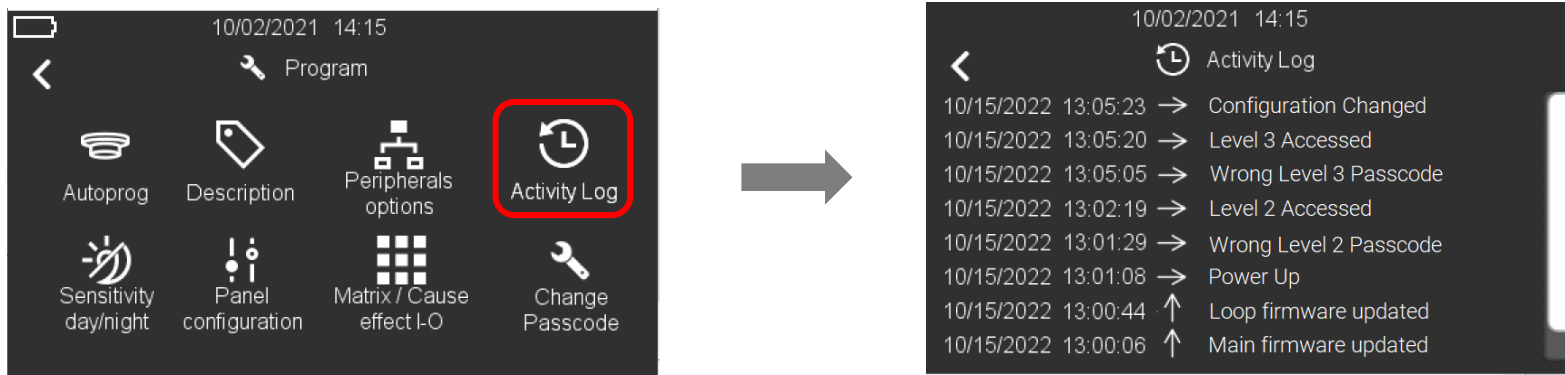 10/02/2021 14:15
Program
Autoprog
Description
Peripherals
options
Activity Log
Sensitivity
day/night
Panel
configuration
Matrix / Cause
effect I-O
Change
Passcode
10/02/2021 14:15
Activity Log
10/15/2022 13:05:23 → Configuration Changed
10/15/2022 13:05:20 → Level 3 Accessed
10/15/2022 13:05:05 → Wrong Level 3 Passcode
10/15/2022 13:02:19 → Level 2 Accessed
10/15/2022 13:01:29 → Wrong Level 2 Passcode
10/15/2022 13:01:08 → Power Up
10/15/2022 13:00:44 ↑ Loop firmware updated
10/15/2022 13:00:06 ↑ Main firmware updated